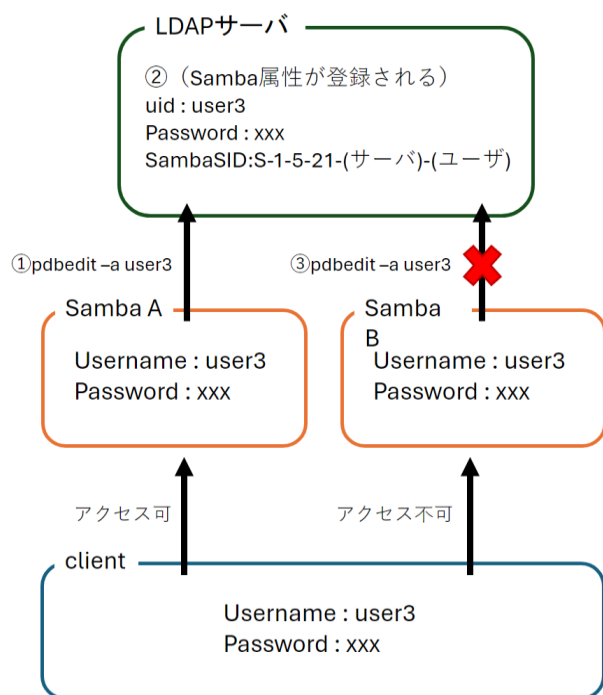 LDAPサーバ
②（Samba属性が登録される）
uid : user3
Password : xxx
SambaSID:S-1-5-21-(サーバ)-(ユーザ)
①pdbedit –a user3
③pdbedit –a user3
Samba A
Username : user3
Password : xxx
Samba
B
Username : user3
Password : xxx
アクセス可
アクセス不可
client
Username : user3
Password : xxx